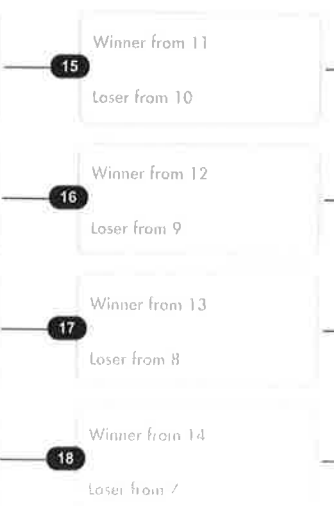 Winner from 11
15
Loser from 10
Winner from 12
16
Loser from 9
Winner from 13
17
Loser from 8
Winner from 14
18
Loser from 7